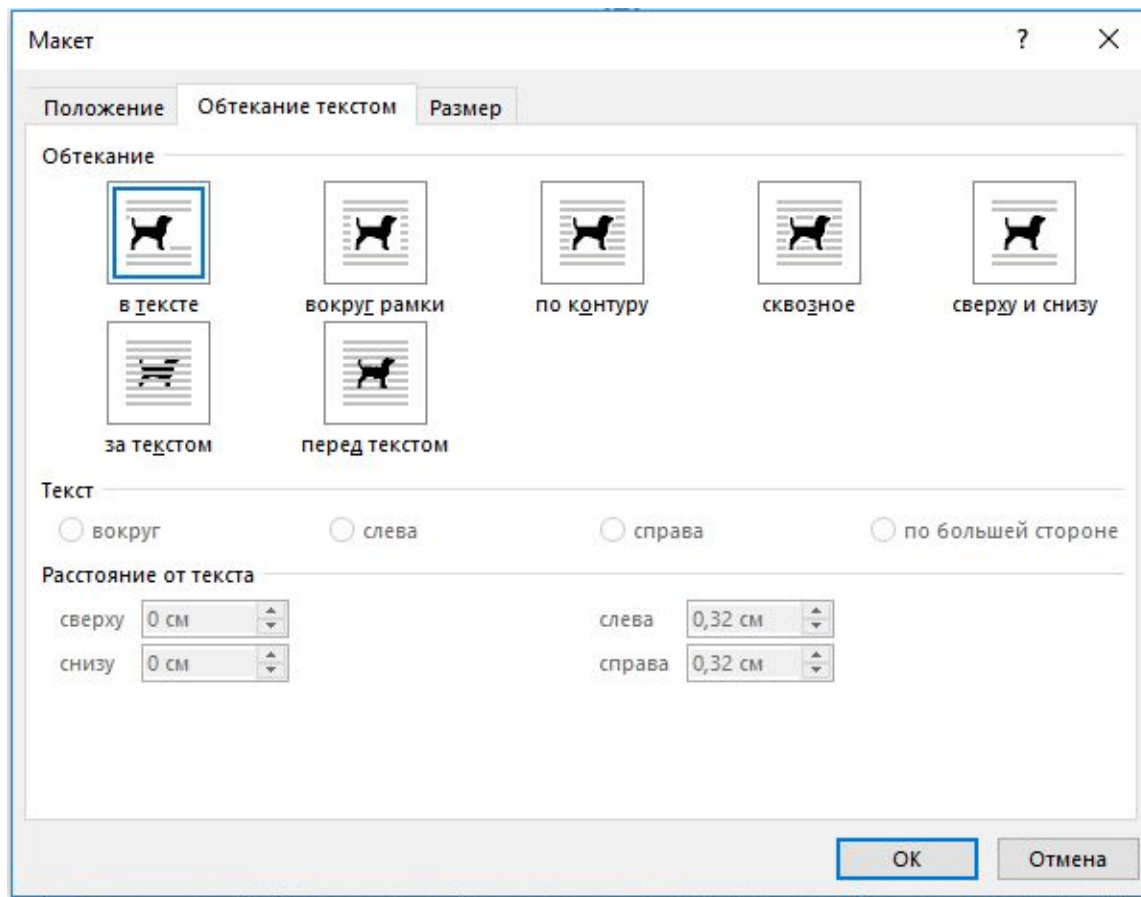 Макет ?
Положение Обтекание текстом Размер
Обтекание
в тексте вокруг рамки по контуру сквозное сверху и снизу
за текстом перед текстом
Текст
вокруг слева справа по большей стороне
Расстояние от текста
сверху 0 см слева 0,32 см
снизу 0 см справа 0,32 см
ОК Отмена